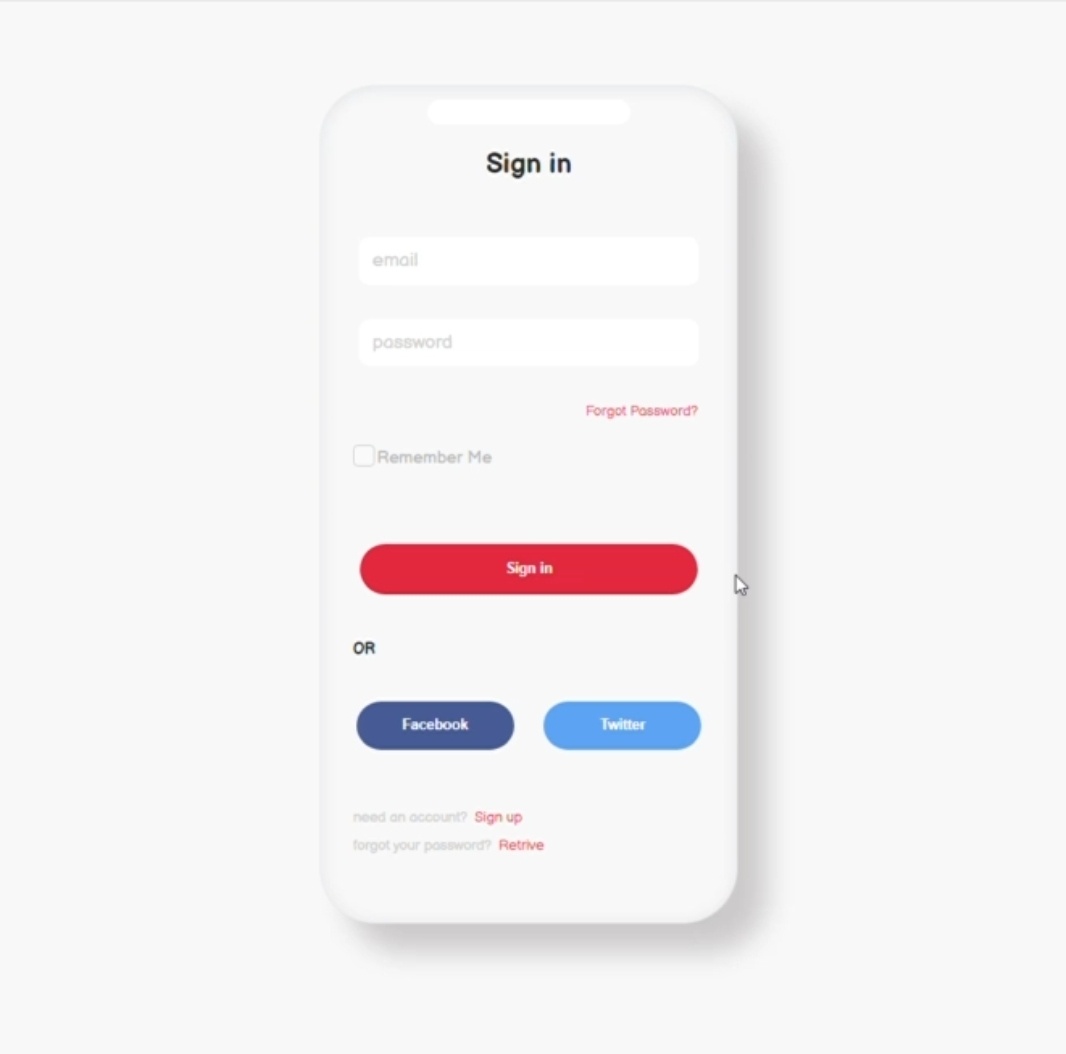 Sign in
email
password
Forgot Password?
Remember Me
Sign in
OR
Facebook
Twitter
need an account? Sign up
forgot your password? Retrive